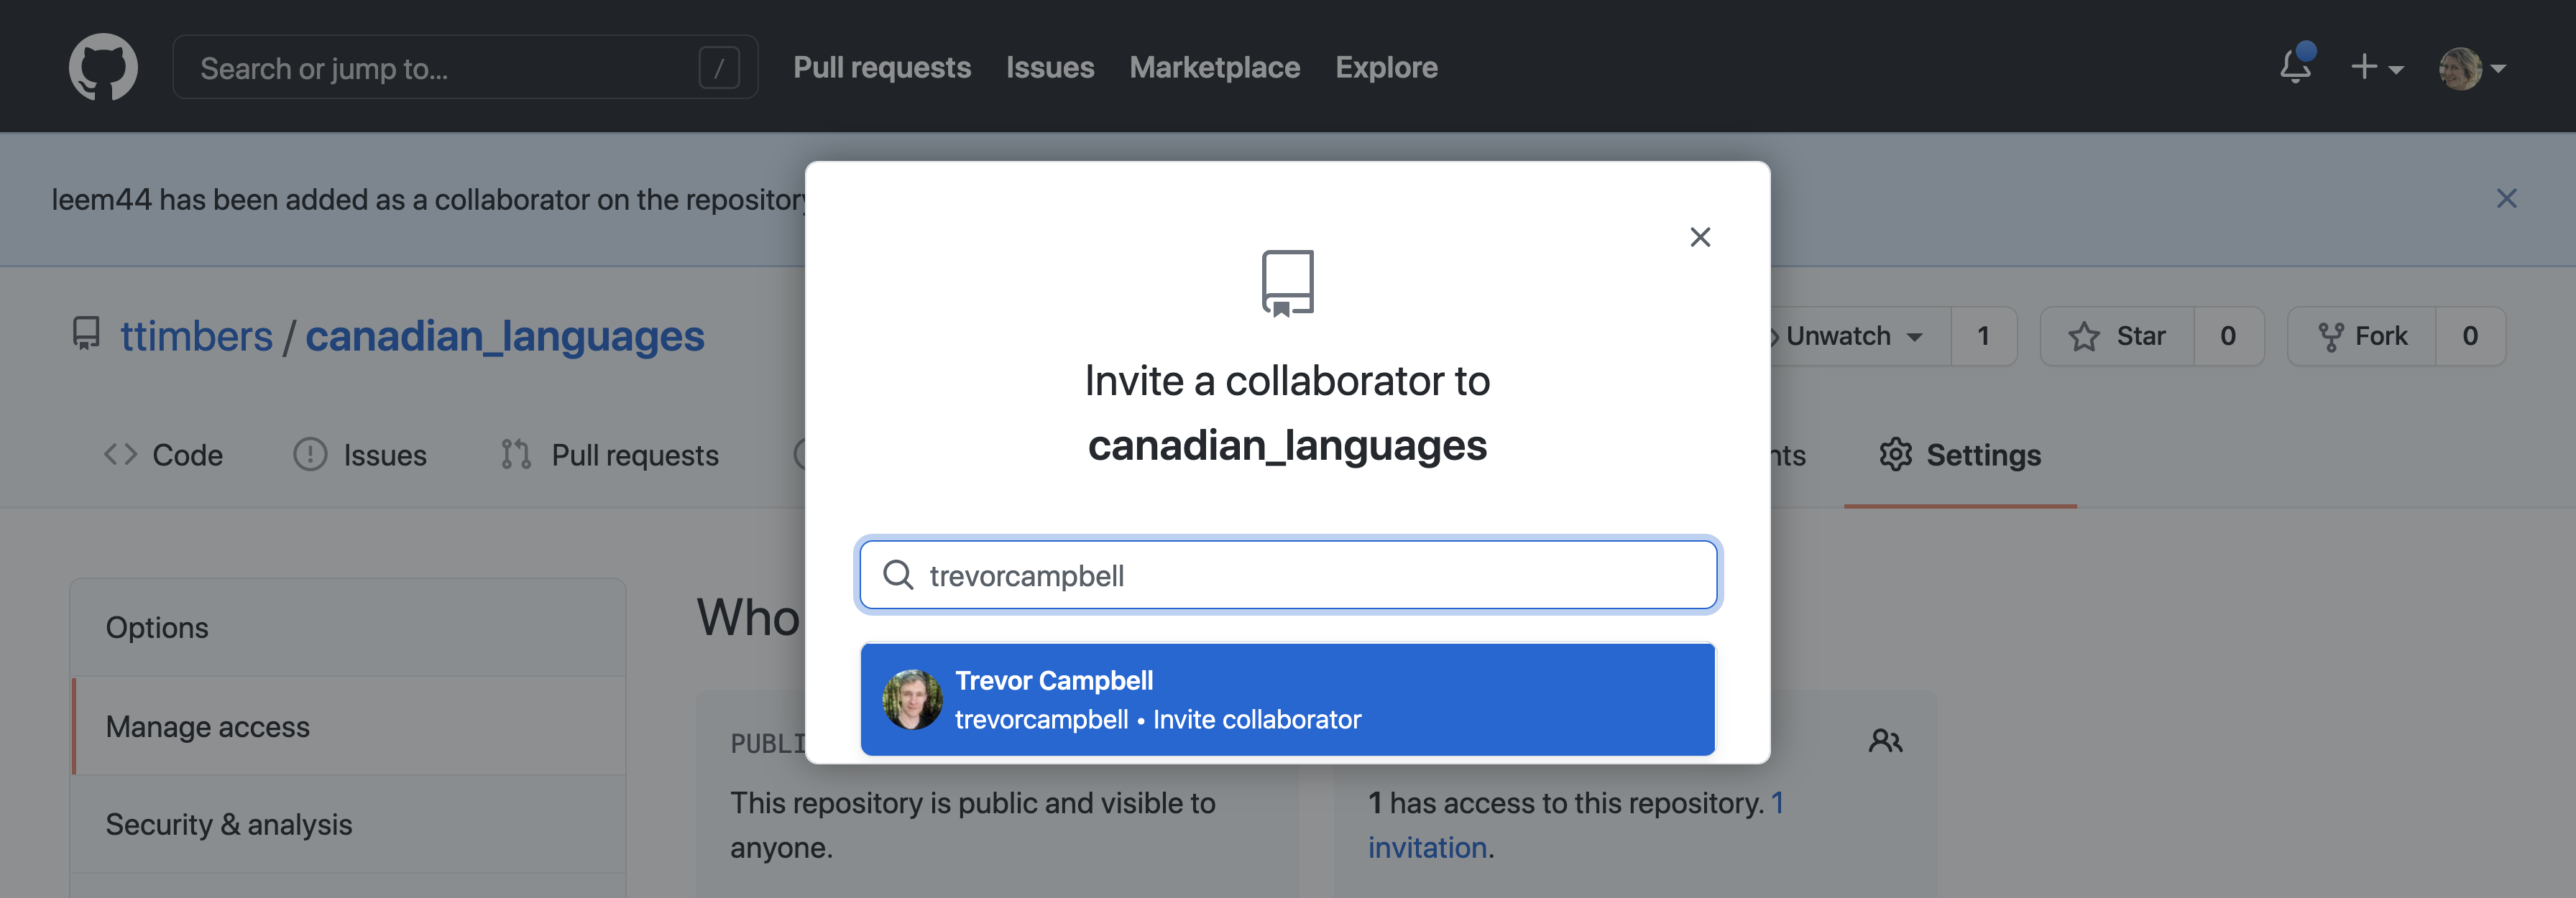 Search or jump to... /
Pull requests Issues Marketplace Explore
leem44 has been added as a collaborator on the repository
ttimbers / canadian_languages
Unwatch 1 Star 0 Fork 0
Code Issues Pull requests Settings
Invite a collaborator to
canadian_languages
trevorcampbell
Trevor Campbell
trevorcampbell • Invite collaborator
Options
Manage access
Security & analysis
Who
This repository is public and visible to
anyone.
1 has access to this repository. 1
invitation.